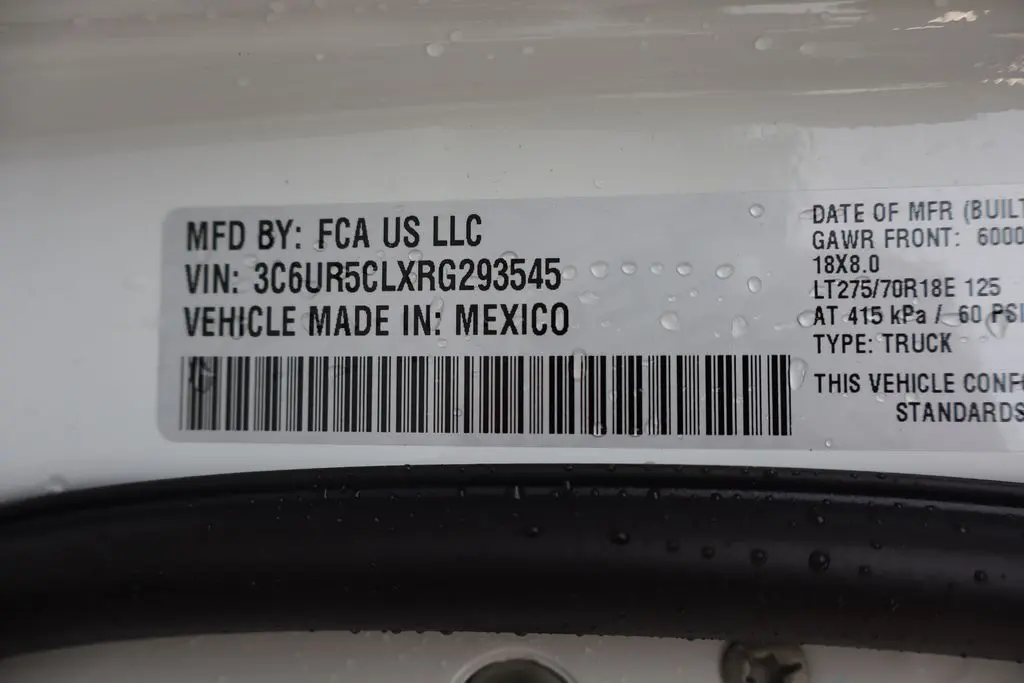 MFD BY: FCA US LLC
VIN: 3C6UR5CLXRG293545
VEHICLE MADE IN: MEXICO
DATE OF MFR (BUILT
GAWR FRONT: 6000
18X8.0
LT275/70R18E 125
AT 415 kPa / 60 PSI
TYPE: TRUCK
THIS VEHICLE CONF
STANDARDS